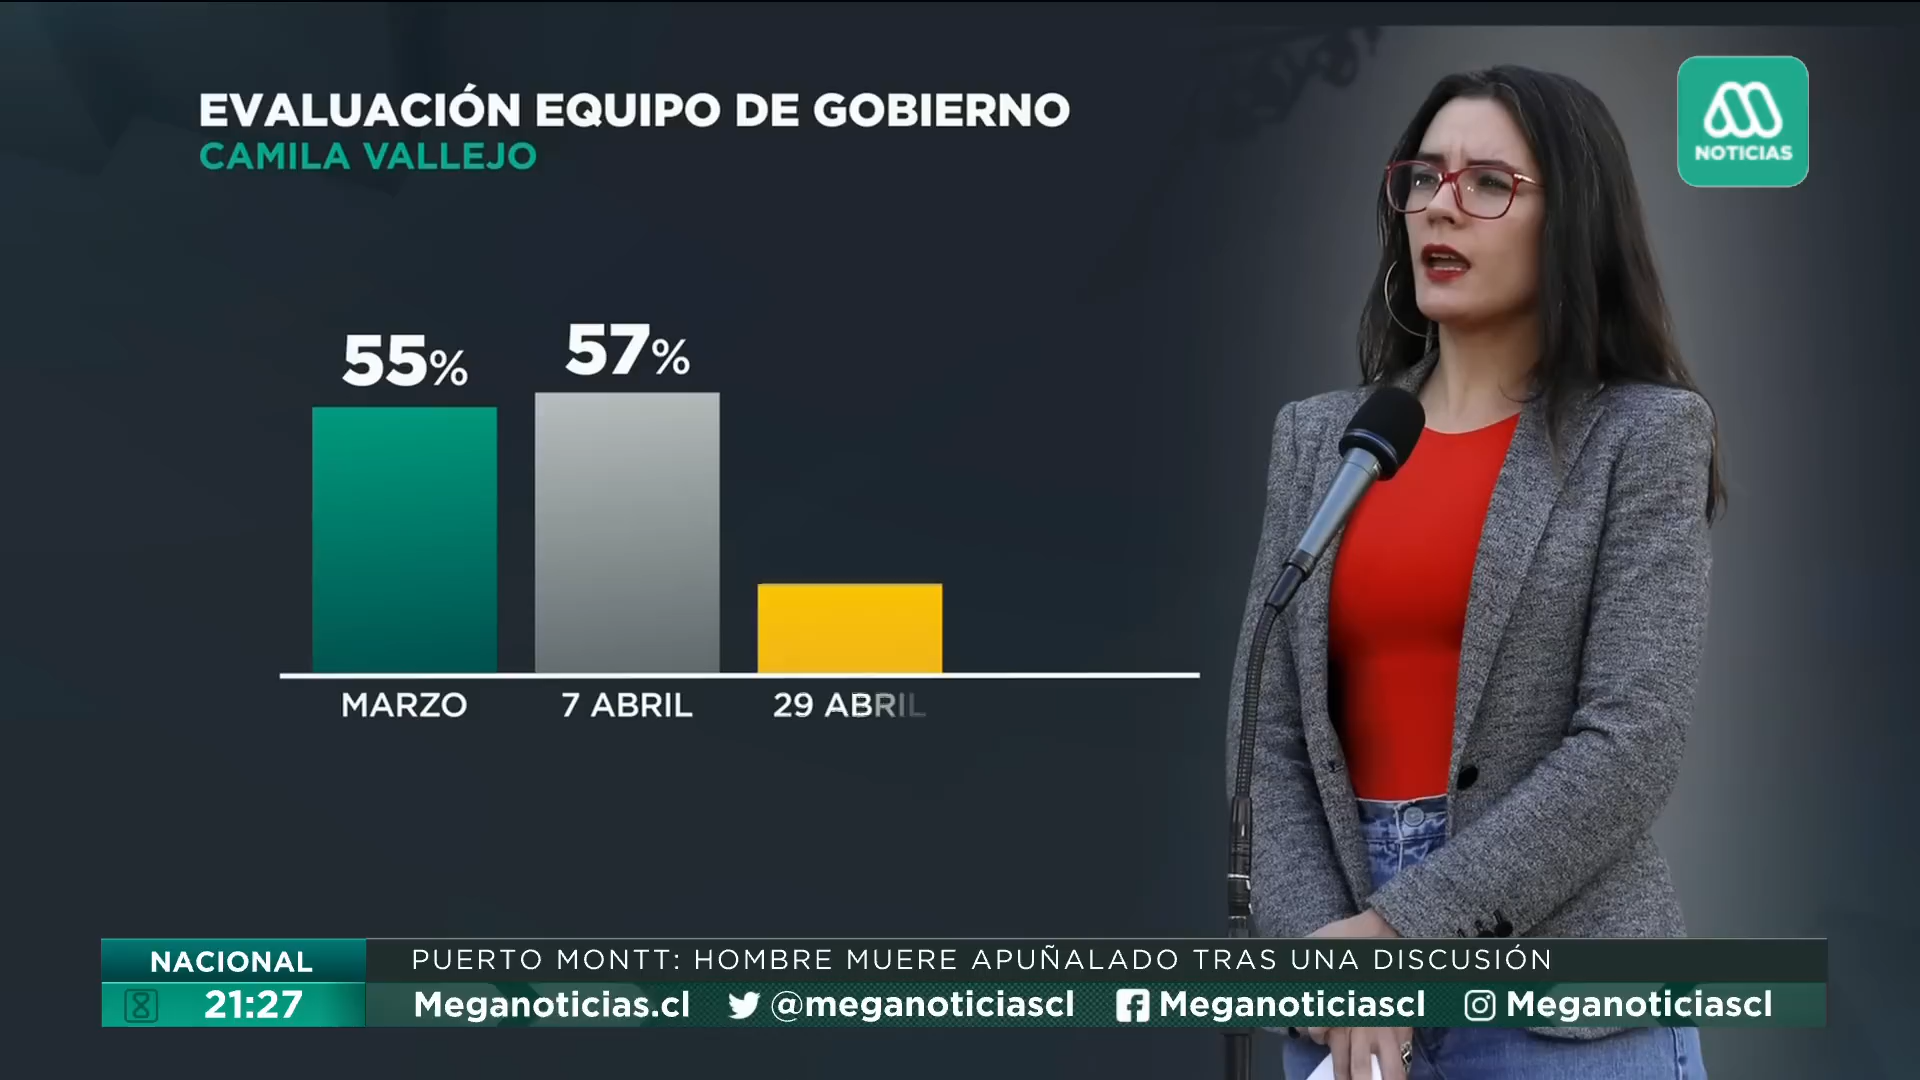 EVALUACIÓN EQUIPO DE GOBIERNO
CAMILA VALLEJO
NOTICIAS
55%
57%
MARZO
7 ABRIL
29 ABRIL
NACIONAL
PUERTO MONTT: HOMBRE MUERE APUÑALADO TRAS UNA DISCUSIÓN
21:27
Meganoticias.cl @meganoticiascl Meganoticiascl Meganoticiascl